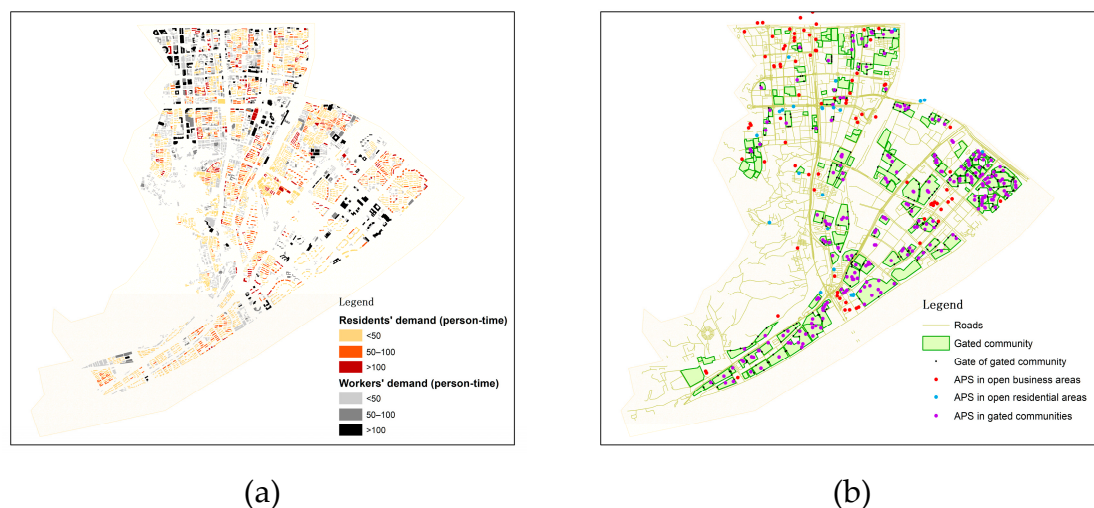 Legend
Residents' demand (person-time)
<50
50–100
>100
Workers' demand (person-time)
<50
50–100
>100
Legend
Roads
Gated community
Gate of gated community
APS in open business areas
APS in open residential areas
APS in gated communities
(a)
(b)